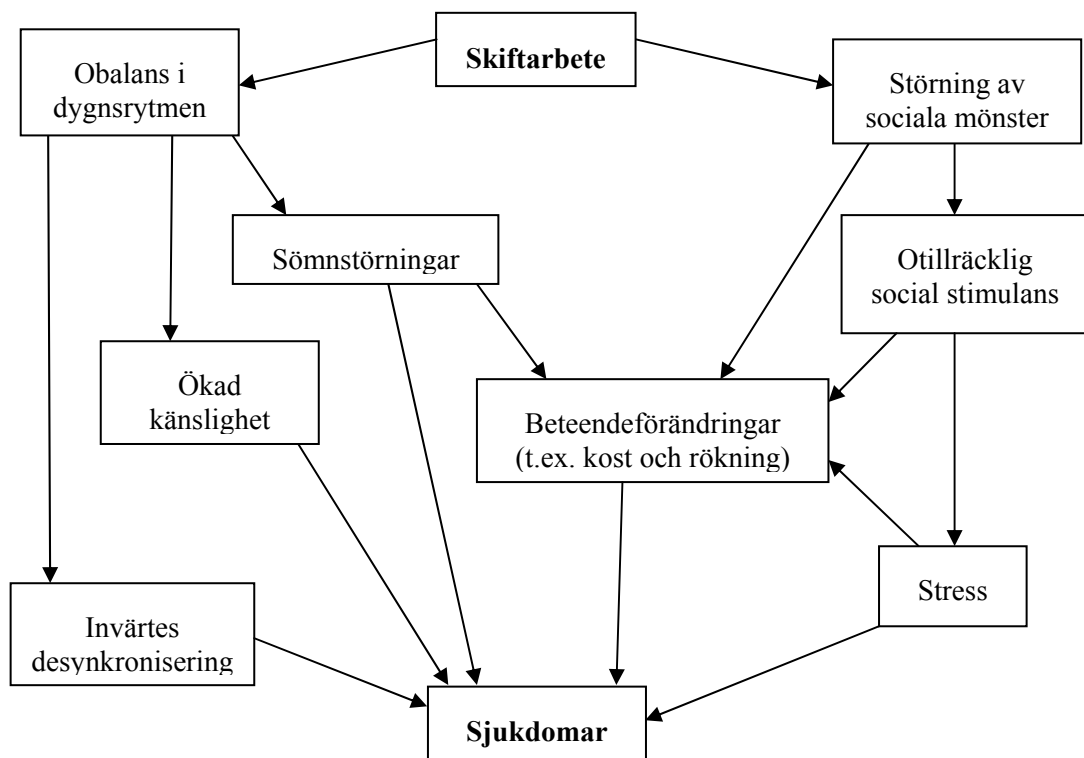 Skiftarbete
Obalans i
dygnsrytmen
Störning av
sociala mönster
Sömnstörningar
Otillräcklig
social stimulans
Ökad
känslighet
Beteendeförändringar
(t.ex. kost och rökning)
Stress
Invärtes
desynkronisering
Sjukdomar